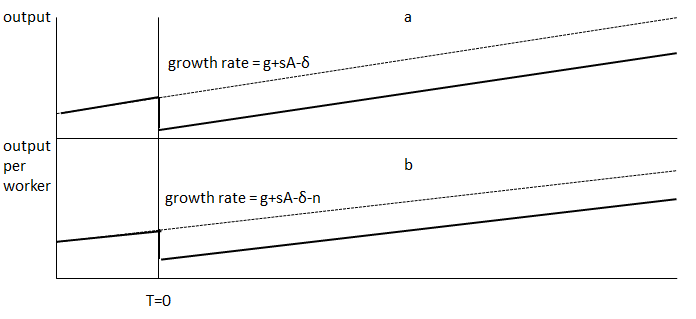 output
a
growth rate = g+sA-δ
output
per
worker
b
growth rate = g+sA-δ-n
T=0